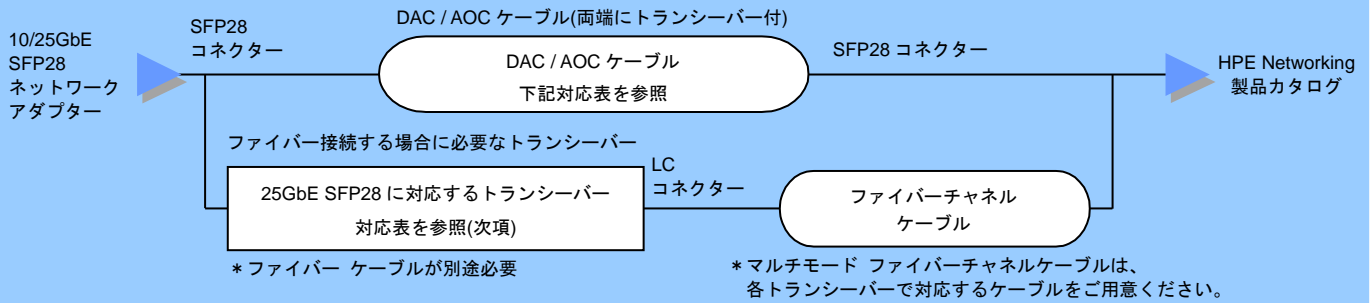 DAC / AOC ケーブル(両端にトランシーバー付)
10/25GbE
SFP28
ネットワーク
アダプター
SFP28
コネクター
DAC / AOC ケーブル
下記対応表を参照
SFP28 コネクター
HPE Networking
製品カタログ
ファイバー接続する場合に必要なトランシーバー
25GbE SFP28 に対応するトランシーバー
対応表を参照(次項)
LC
コネクター
ファイバーチャネル
ケーブル
＊ファイバー ケーブルが別途必要
＊マルチモード ファイバーチャネルケーブルは、
各トランシーバーで対応するケーブルをご用意ください。